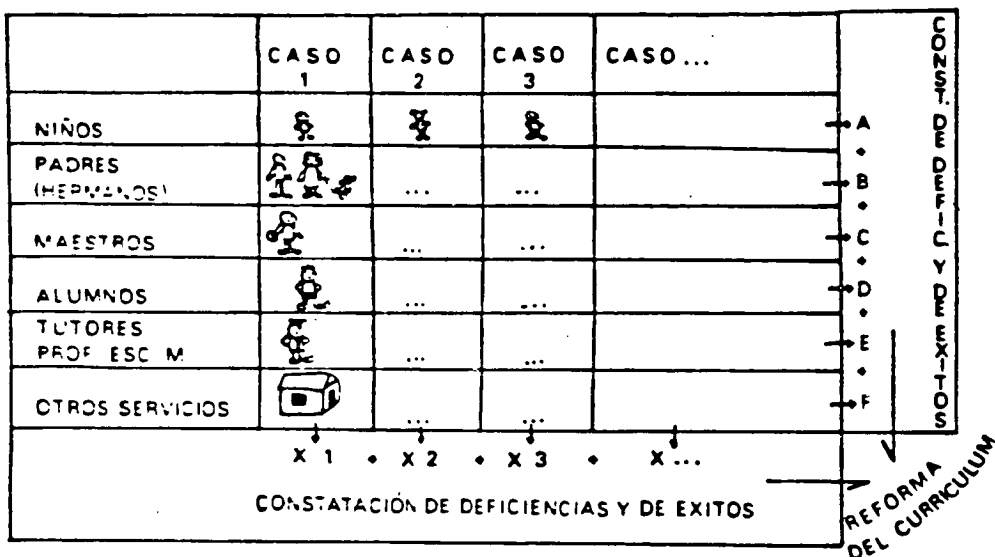 CASO 1
CASO 2
CASO 3
CASO...
NIÑOS
A
PADRES
(HERMANOS)
... ...
B
MAESTROS
... ...
C
ALUMNOS
... ...
D
TUTORES
PROF. ESC. M.
... ...
E
OTROS SERVICIOS
... ...
F
X 1 X 2 X 3 X...
CONSTATACIÓN DE DEFICIENCIAS Y DE EXITOS
CONST. DE DEFIC. Y DE EXITOS
REFORMA
DEL CURRICULUM